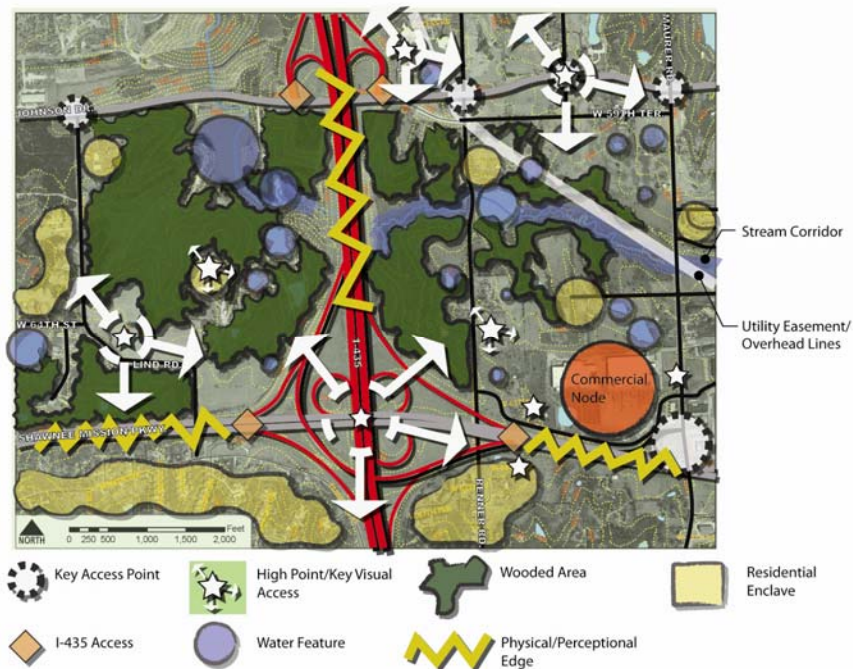 MAURER RD.
JOHNSON DR.
W 59TH TER
Stream Corridor
Utility Easement/
Overhead Lines
W 64TH ST
LIND RD.
I-435
Commercial
Node
SHAWNEE MISSION PKWY
RENNER RD.
NORTH
0 250 500 1,000 1,500 2,000
Feet
Key Access Point
High Point/Key Visual
Access
Wooded Area
Residential
Enclave
I-435 Access
Water Feature
Physical/Perceptional
Edge